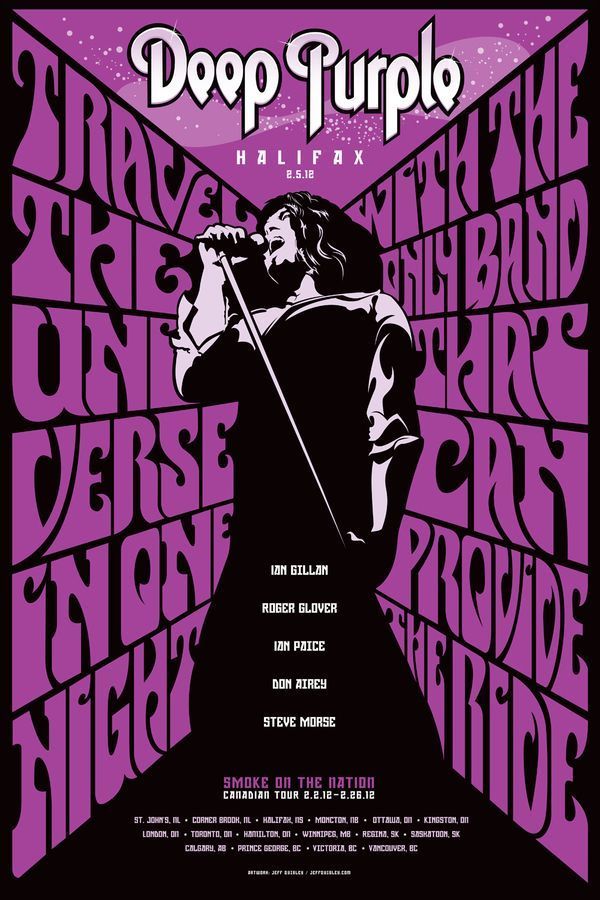 Deep Purple
HALIFAX
2.5.12
TRAVEL
THE
UNI
VERSE
IN ONE
NIGHT
WITH THE
ONLY BAND
THAT
CAN
PROVIDE
THE RIDE
IAN GILLAN
ROGER GLOVER
IAN PAICE
DON AIREY
STEVE MORSE
SMOKE ON THE NATION
CANADIAN TOUR 2.2.12-2.26.12
ST. JOHN'S, NL • CORNER BROOK, NL • HALIFAX, NS • MONCTON, NB • OTTAWA, ON • KINGSTON, ON
LONDON, ON • TORONTO, ON • HAMILTON, ON • WINNIPEG, MB • REGINA, SK • SASKATOON, SK
CALGARY, AB • PRINCE GEORGE, BC • VICTORIA, BC • VANCOUVER, BC
ARTWORK: JEFF QUIGLEY / JEFFQUIGLEY.COM